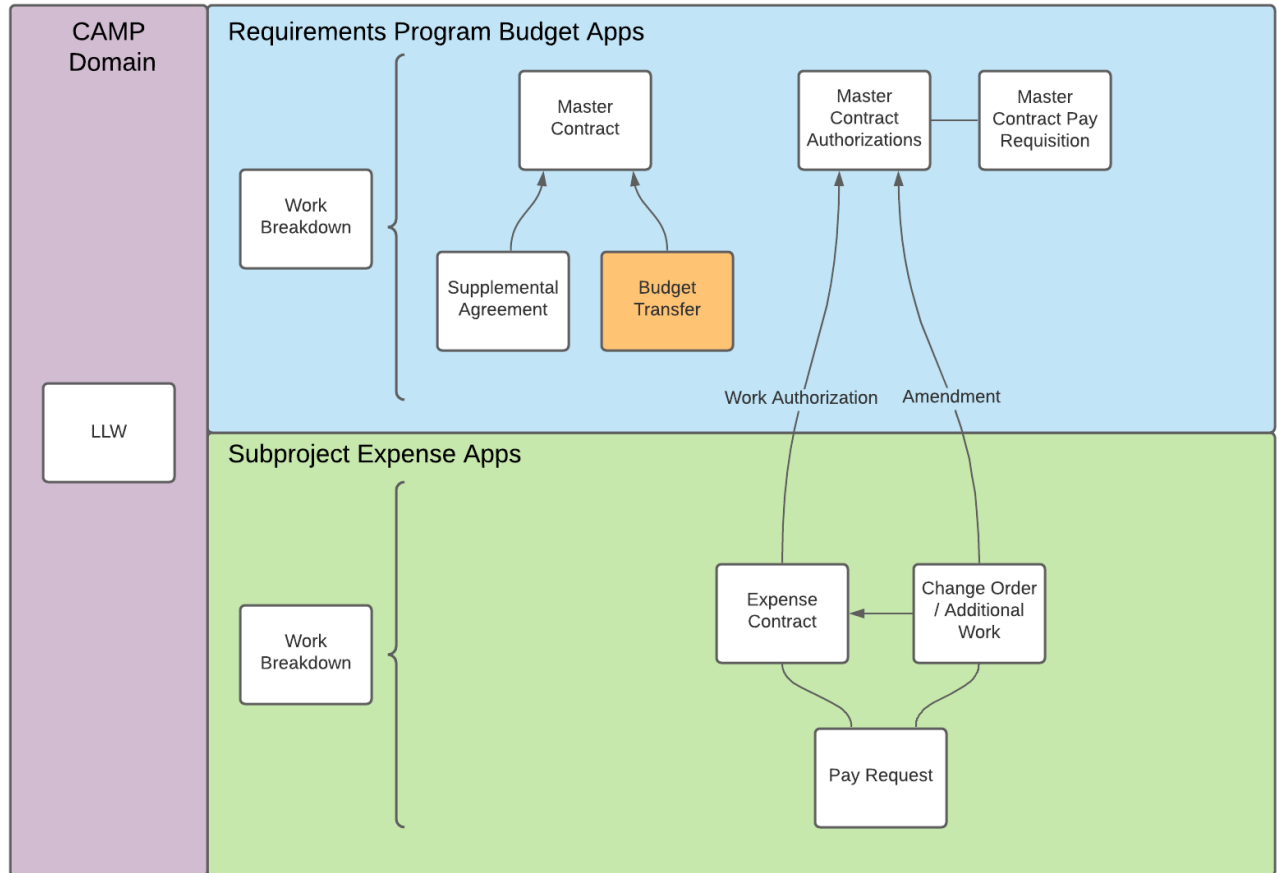 CAMP
Domain
LLW
Requirements Program Budget Apps
Work
Breakdown
Master
Contract
Supplemental
Agreement
Budget
Transfer
Master
Contract
Authorizations
Master
Contract Pay
Requisition
Work Authorization
Amendment
Subproject Expense Apps
Work
Breakdown
Expense
Contract
Change Order
/ Additional
Work
Pay Request